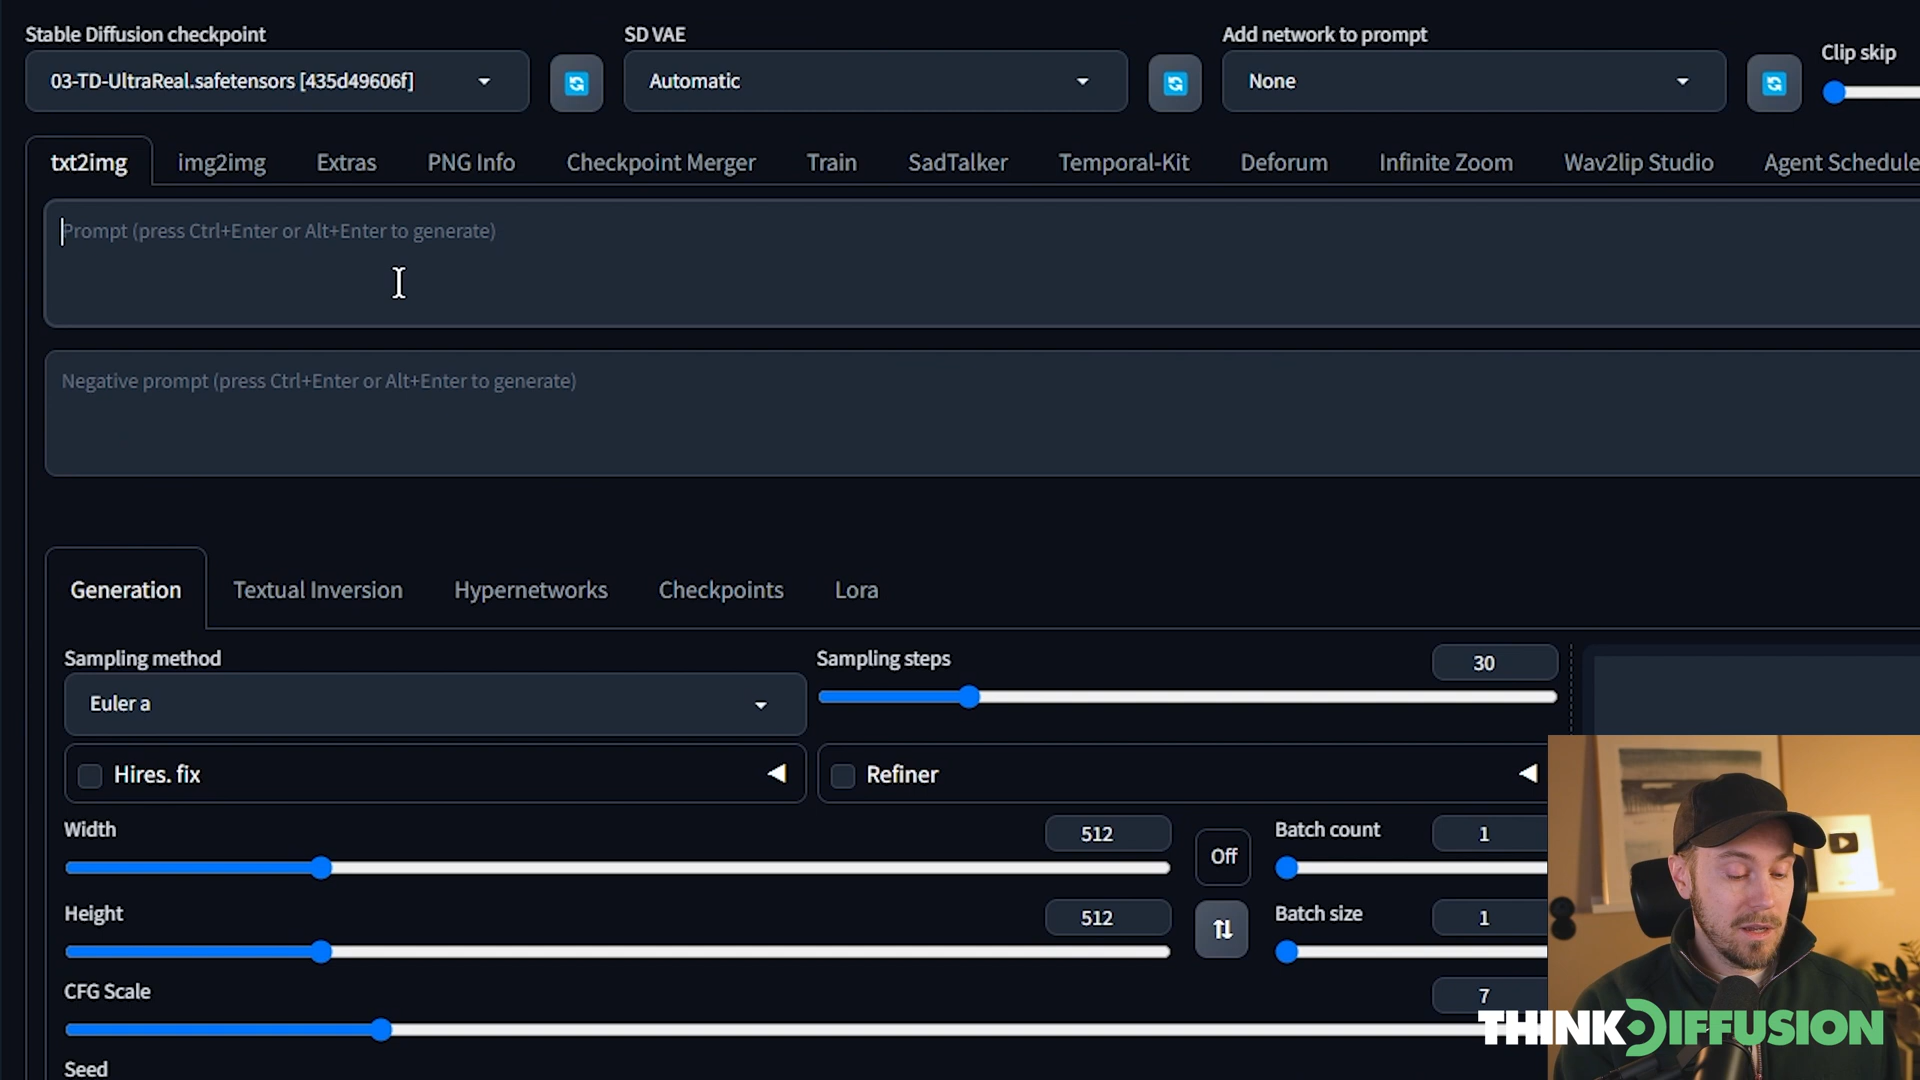 Stable Diffusion checkpoint
SD VAE
Add network to prompt
Clip skip
03-TD-UltraReal.safetensors [435d49606f]
Automatic
None
txt2img
img2img
Extras
PNG Info
Checkpoint Merger
Train
SadTalker
Temporal-Kit
Deforum
Infinite Zoom
Wav2lip Studio
Agent Schedule
Prompt (press Ctrl+Enter or Alt+Enter to generate)
Negative prompt (press Ctrl+Enter or Alt+Enter to generate)
Generation
Textual Inversion
Hypernetworks
Checkpoints
Lora
Sampling method
Sampling steps
30
Euler a
Hires. fix
Refiner
Width
512
Off
Batch count
1
Height
512
Batch size
1
CFG Scale
7
Seed
THINKDIFFUSION